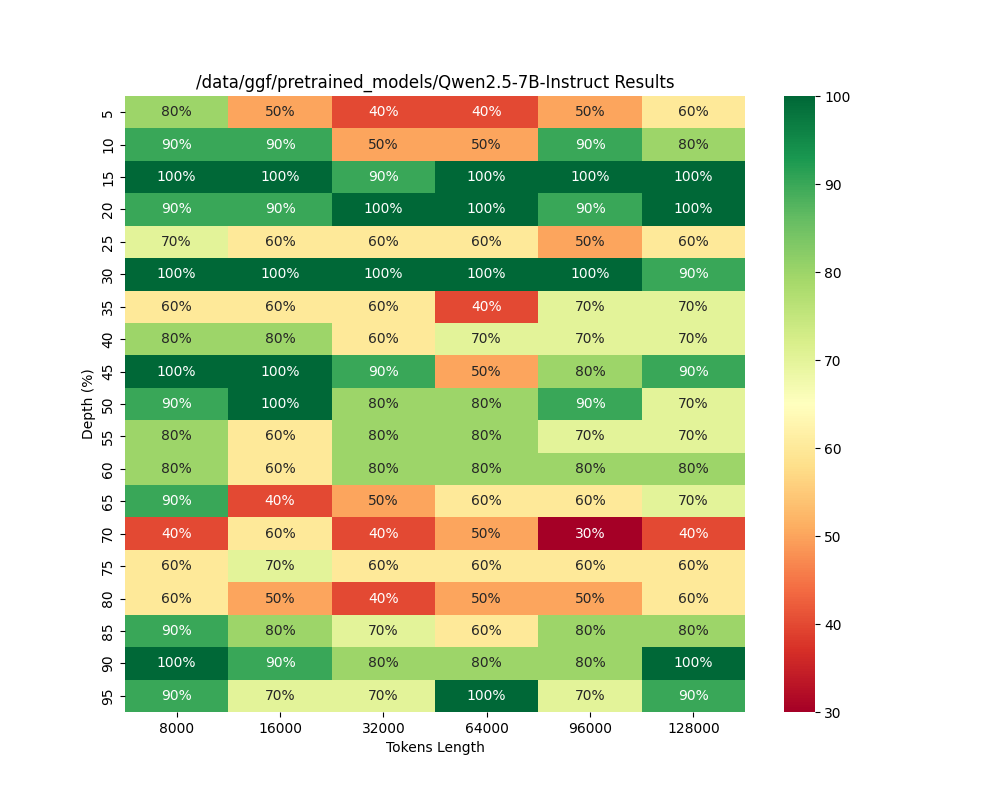 /data/ggf/pretrained_models/Qwen2.5-7B-Instruct Results
5 80% 50% 40% 40% 50% 60%
10 90% 90% 50% 50% 90% 80%
15 100% 100% 90% 100% 100% 100%
20 90% 90% 100% 100% 90% 100%
25 70% 60% 60% 60% 50% 60%
30 100% 100% 100% 100% 100% 90%
35 60% 60% 60% 40% 70% 70%
40 80% 80% 60% 70% 70% 70%
45 100% 100% 90% 50% 80% 90%
50 90% 100% 80% 80% 90% 70%
55 80% 60% 80% 80% 70% 70%
60 80% 60% 80% 80% 80% 80%
65 90% 40% 50% 60% 60% 70%
70 40% 60% 40% 50% 30% 40%
75 60% 70% 60% 60% 60% 60%
80 60% 50% 40% 50% 50% 60%
85 90% 80% 70% 60% 80% 80%
90 100% 90% 80% 80% 80% 100%
95 90% 70% 70% 100% 70% 90%
8000 16000 32000 64000 96000 128000
Tokens Length
Depth (%)
100
90
80
70
60
50
40
30